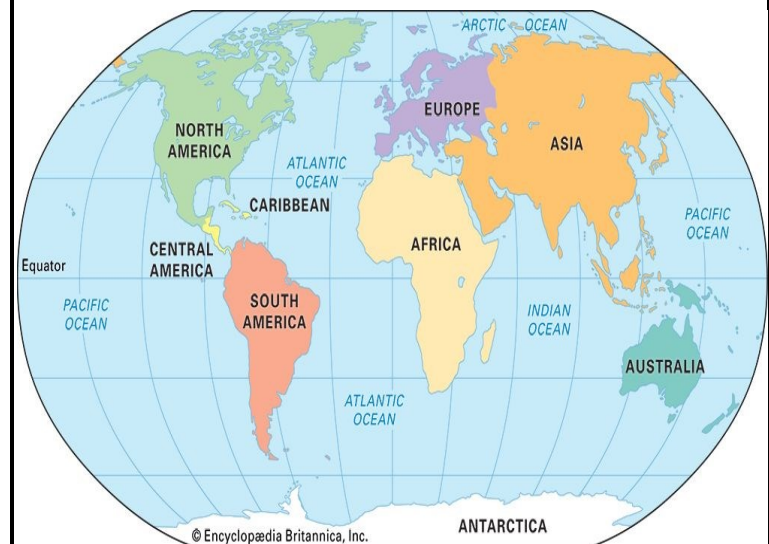 ARCTIC OCEAN
EUROPE
NORTH
AMERICA
ASIA
ATLANTIC
OCEAN
CARIBBEAN
PACIFIC
OCEAN
CENTRAL
AMERICA
AFRICA
Equator
PACIFIC
OCEAN
SOUTH
AMERICA
INDIAN
OCEAN
AUSTRALIA
ATLANTIC
OCEAN
ANTARCTICA
© Encyclopædia Britannica, Inc.